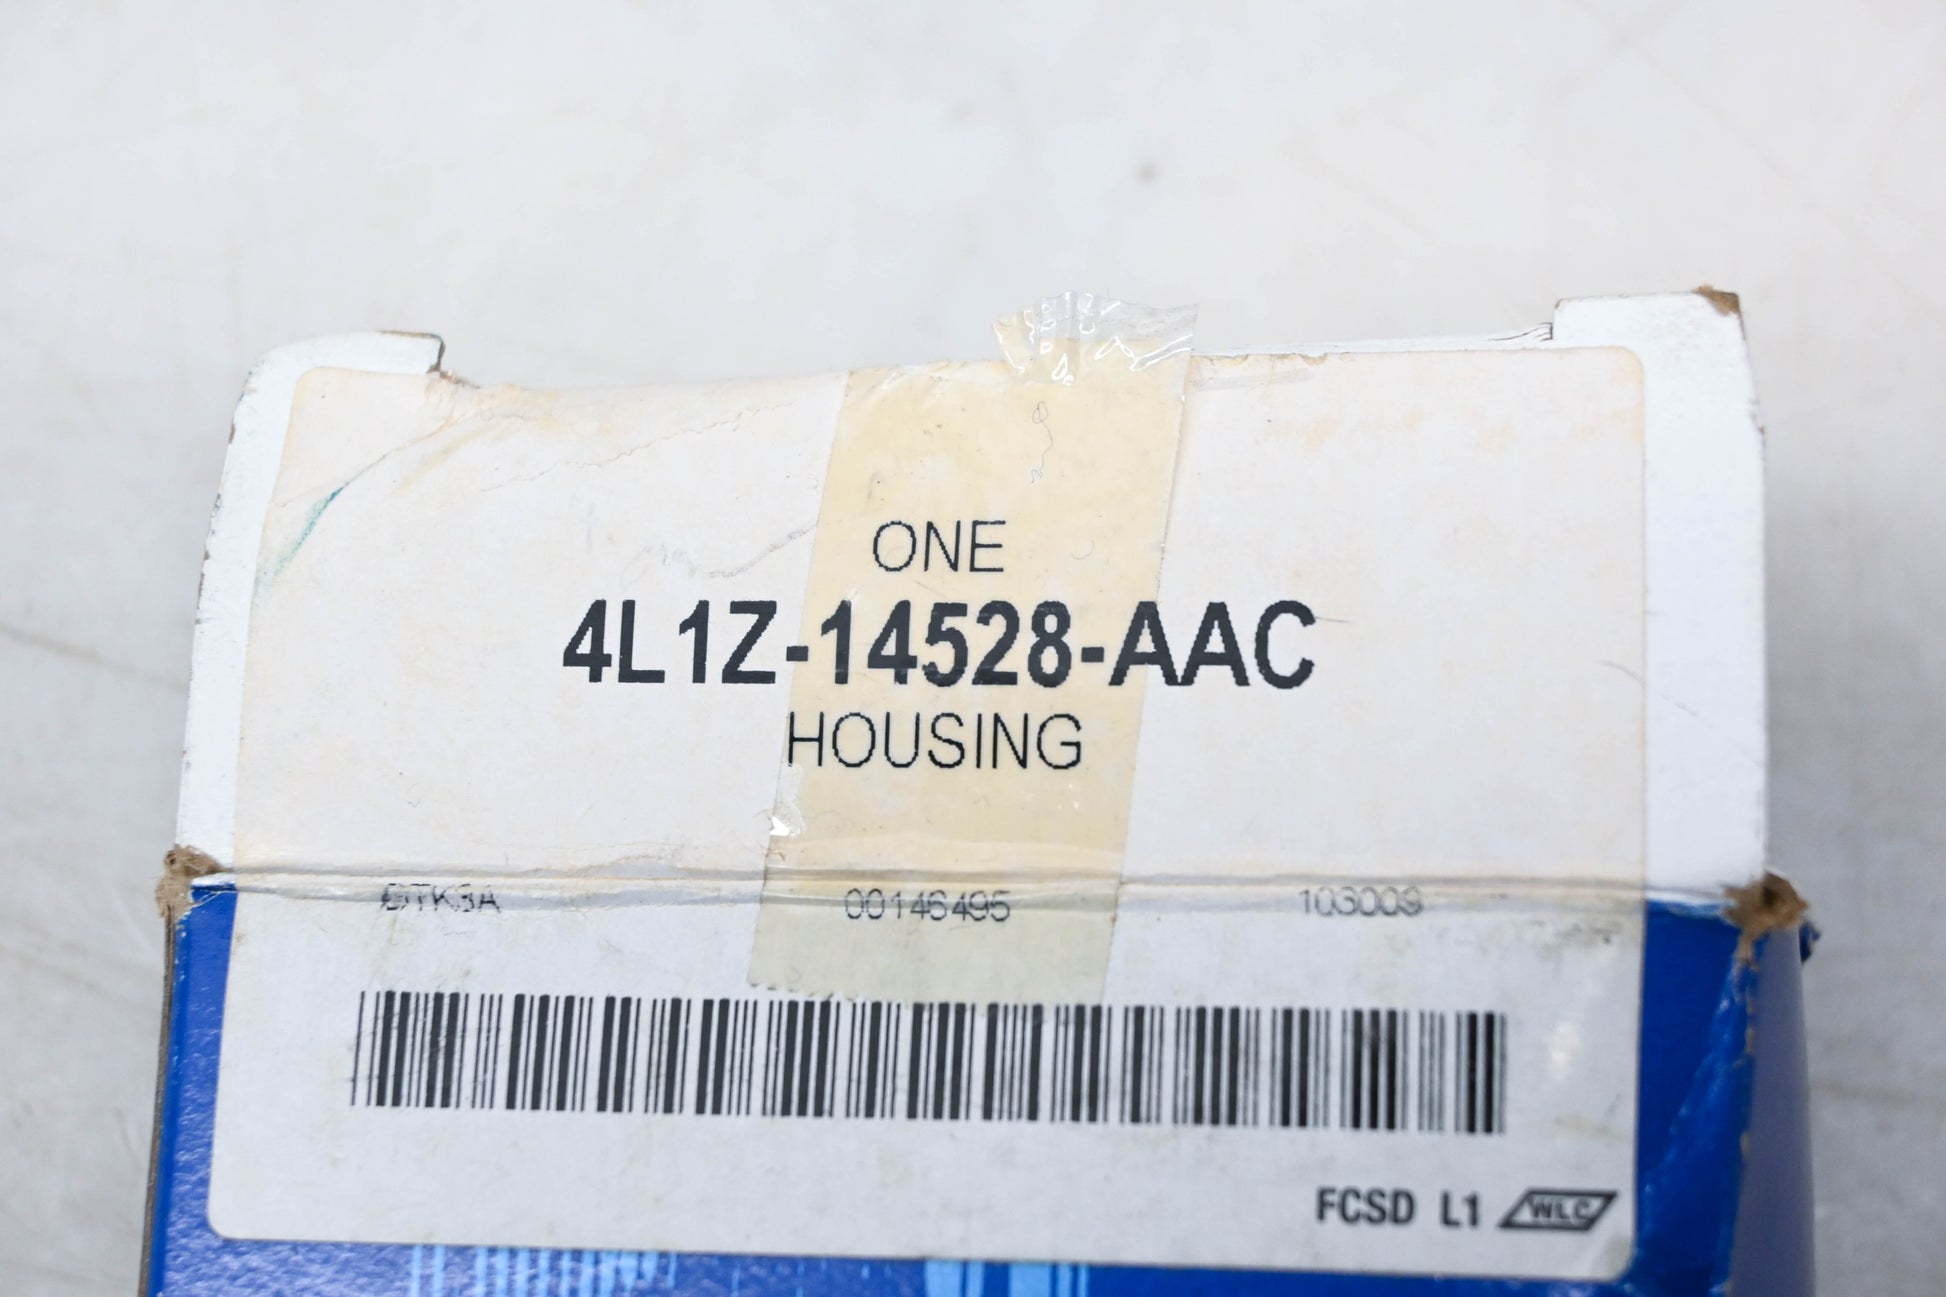 ONE
4L1Z-14528-AAC
HOUSING
00146495 103009
FCSD L1 WLC